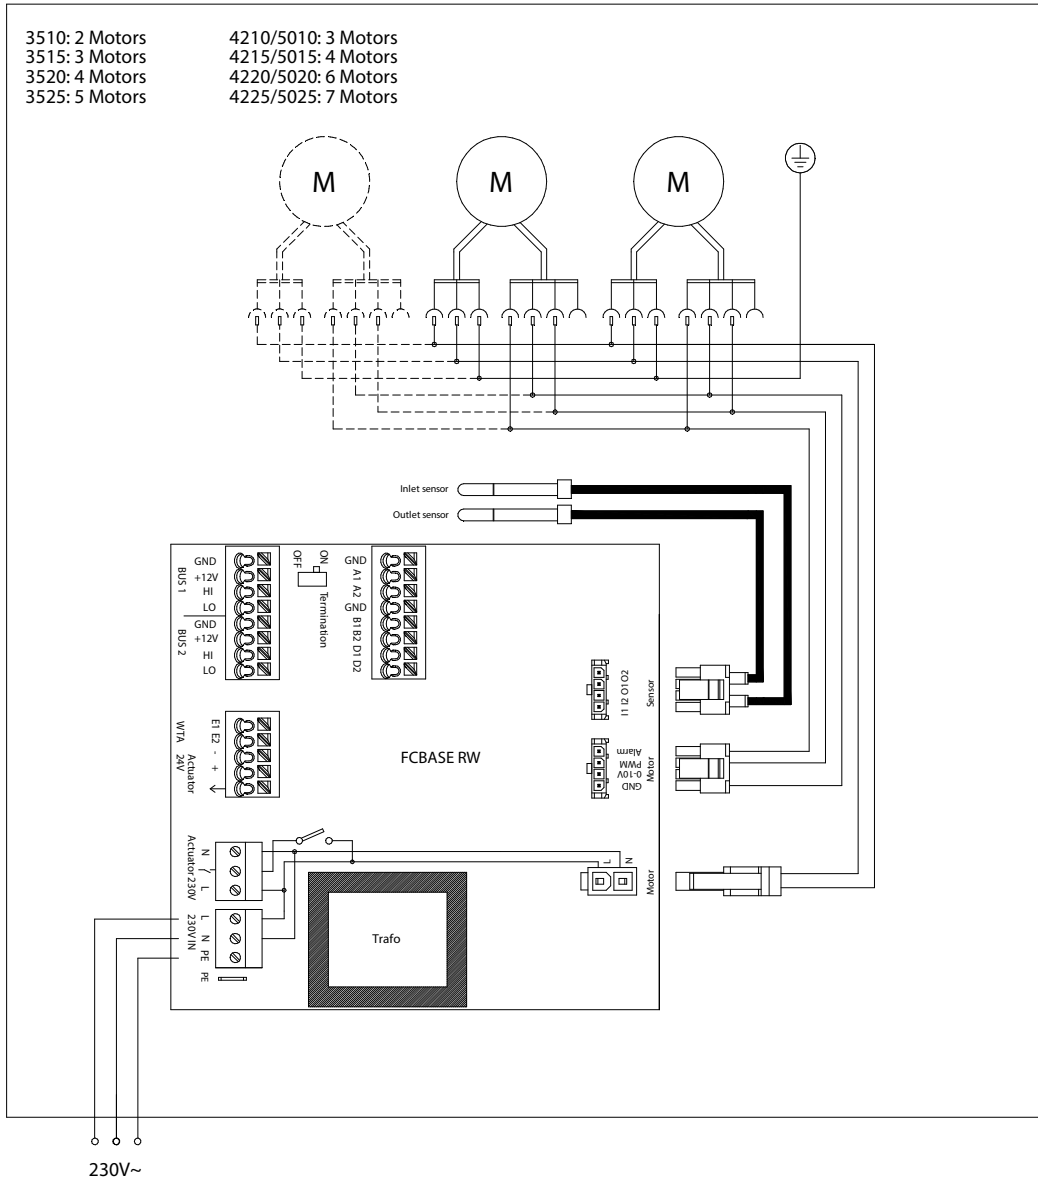 3510: 2 Motors
3515: 3 Motors
3520: 4 Motors
3525: 5 Motors
4210/5010: 3 Motors
4215/5015: 4 Motors
4220/5020: 6 Motors
4225/5025: 7 Motors
M
M
M
Inlet sensor
Outlet sensor
BUS 1
GND
+12V
HI
LO
BUS 2
GND
+12V
HI
LO
OFF
ON
Termination
GND
A1
A2
GND
B1
B2
D1
D2
I1 I2 O1 O2
Sensor
WTA
E1 E2
Actuator
24V
-
+
FCBASE RW
Alarm
PWM
0-10V
GND
Motor
Actuator 230V
N
L
L
N
Motor
230V IN
L
N
PE
PE
Trafo
230V~